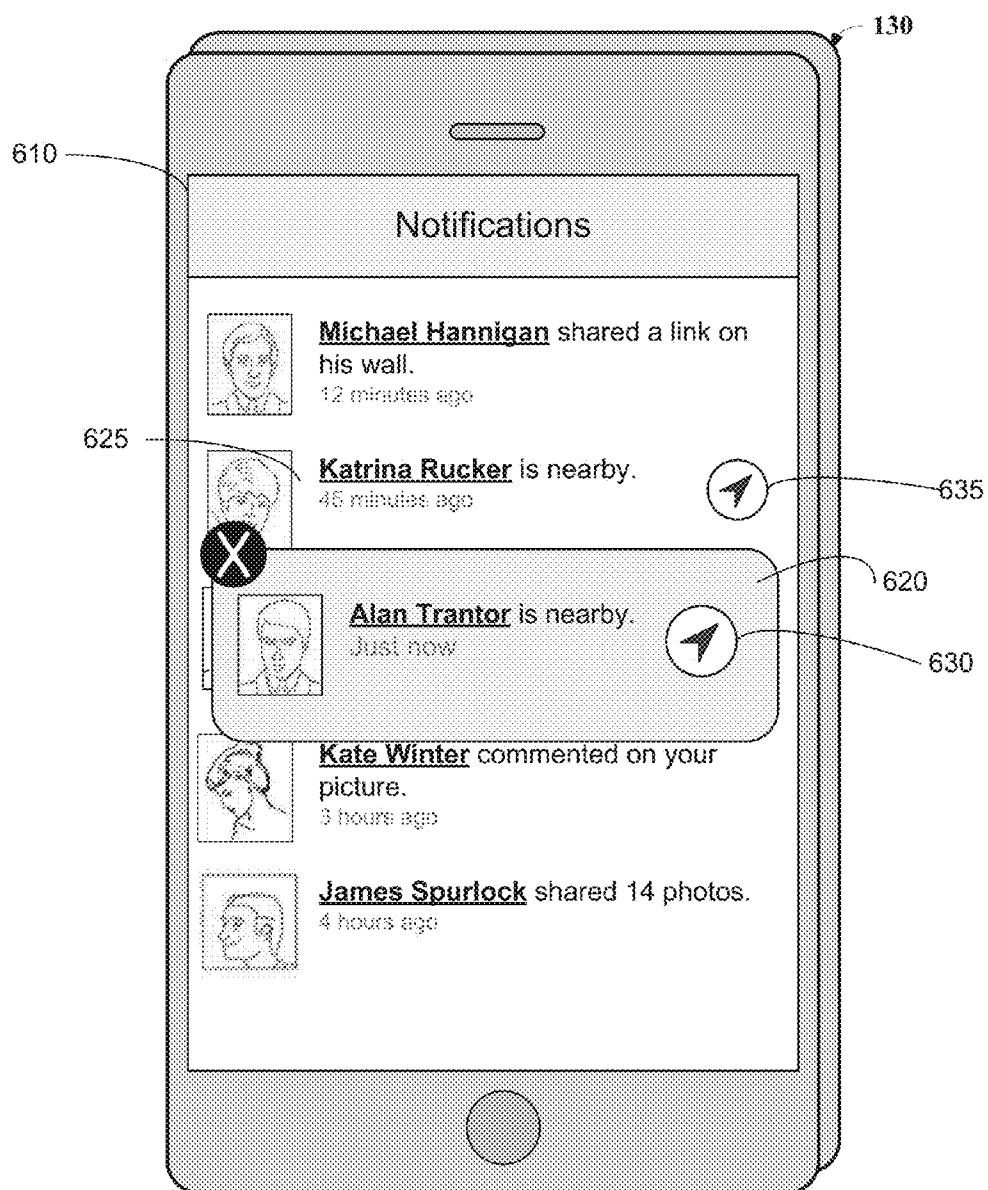 130
610
Notifications
Michael Hannigan shared a link on
his wall.
12 minutes ago
625
Katrina Rucker is nearby.
45 minutes ago
635
X
620
Alan Trantor is nearby.
Just now
630
Kate Winter commented on your
picture.
3 hours ago
James Spurlock shared 14 photos.
4 hours ago